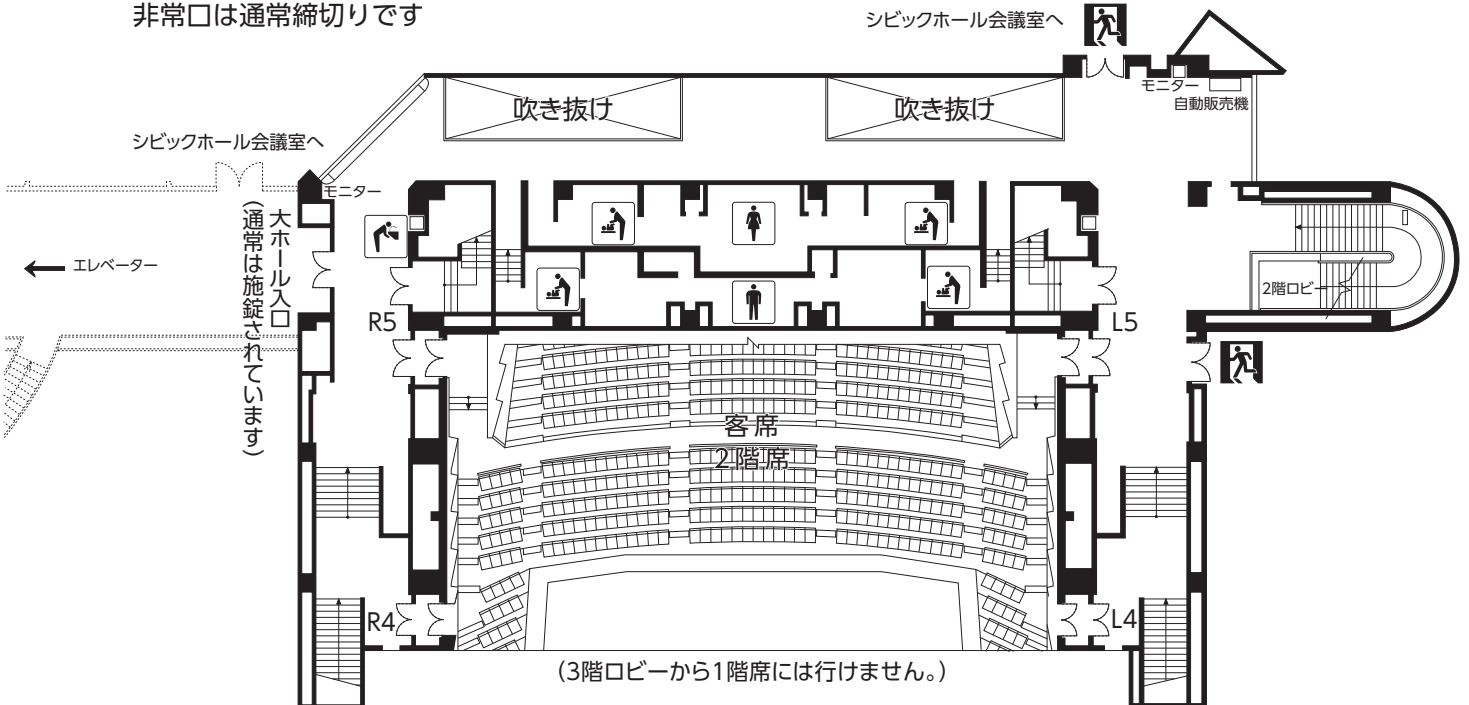 非常口は通常締切りです
シビックホール会議室へ
モニター
自動販売機
吹き抜け
吹き抜け
シビックホール会議室へ
モニター
大ホール入口
(通常は施錠されています)
エレベーター
2階ロビー
R5
L5
客席
2階席
R4
L4
(3階ロビーから1階席には行けません。)